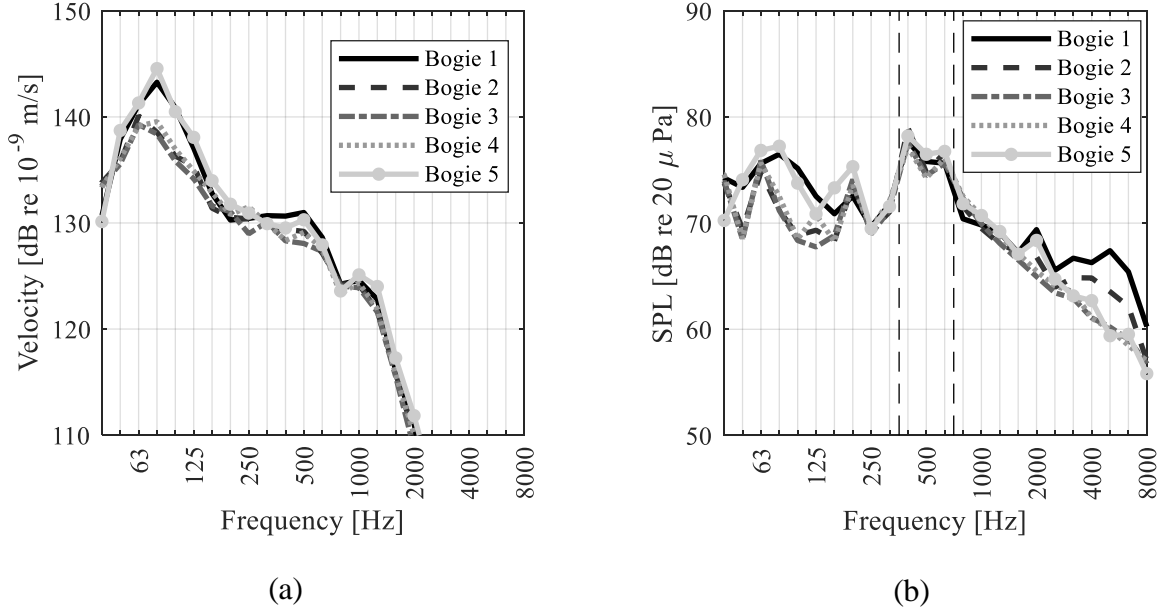 150
140
130
120
110
Velocity [dB re 10⁻⁹ m/s]
Bogie 1
Bogie 2
Bogie 3
Bogie 4
Bogie 5
63
125
250
500
1000
2000
4000
8000
Frequency [Hz]
(a)
90
80
70
60
50
SPL [dB re 20 μ Pa]
Bogie 1
Bogie 2
Bogie 3
Bogie 4
Bogie 5
63
125
250
500
1000
2000
4000
8000
Frequency [Hz]
(b)